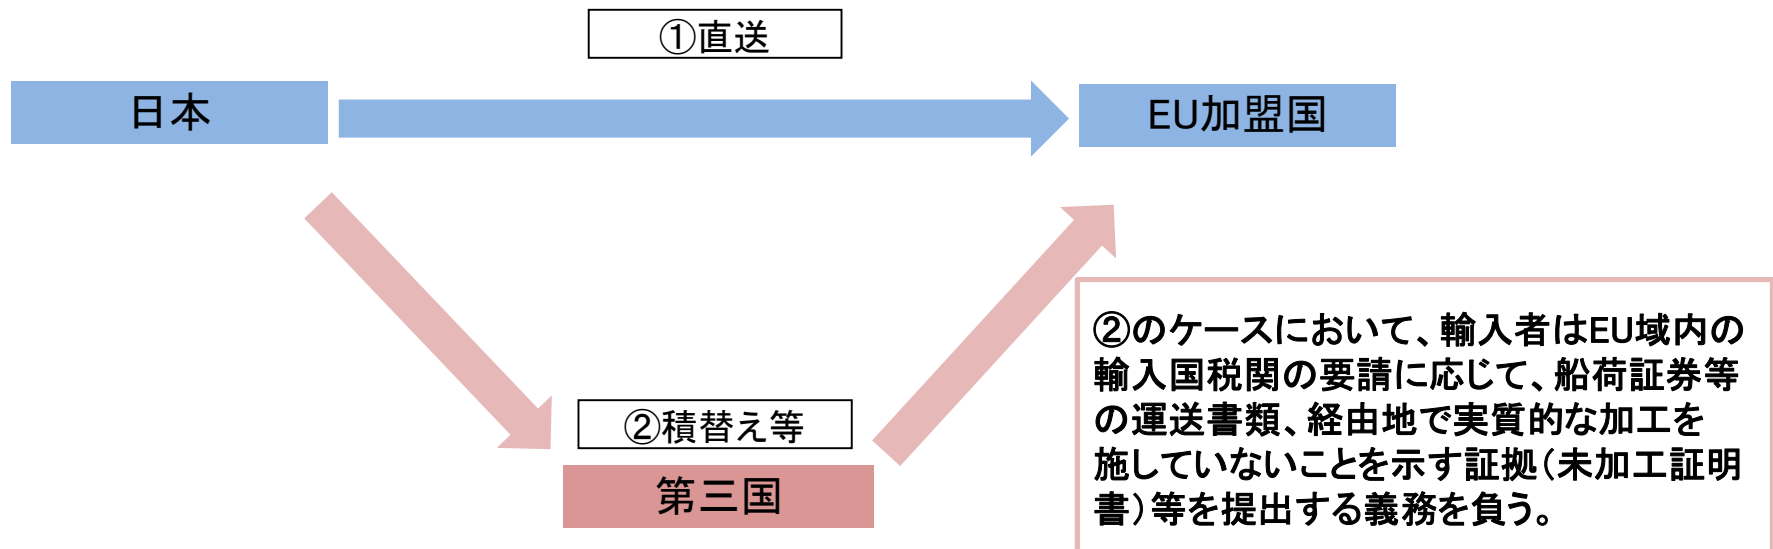 ①直送
日本
EU加盟国
②積替え等
第三国
②のケースにおいて、輸入者はEU域内の
輸入国税関の要請に応じて、船荷証券等
の運送書類、経由地で実質的な加工を
施していないことを示す証拠（未加工証明
書）等を提出する義務を負う。